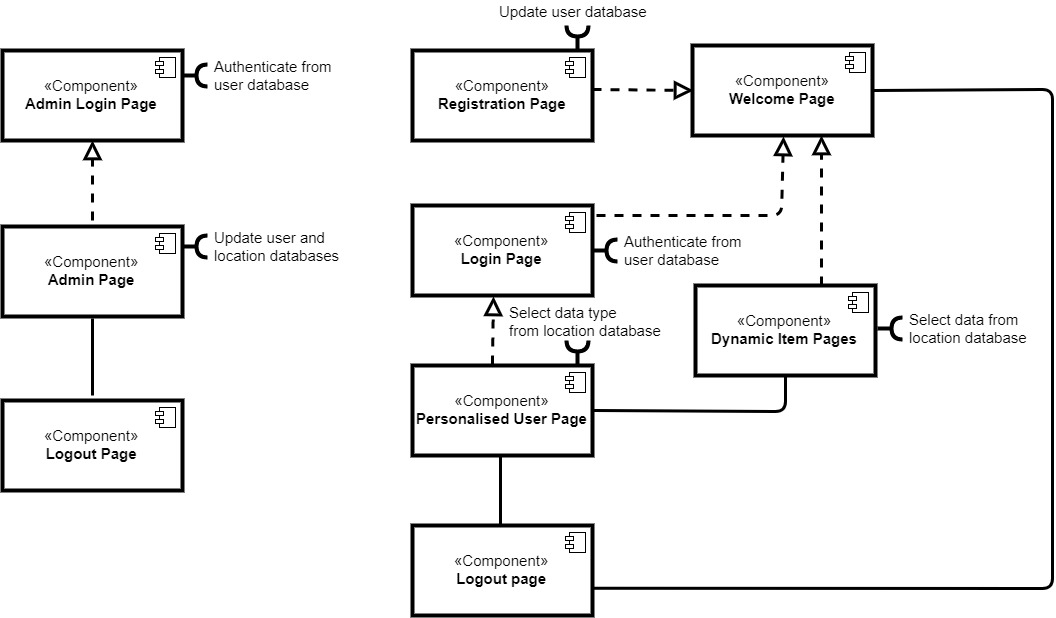 Update user database
«Component»
Admin Login Page
Authenticate from
user database
«Component»
Registration Page
«Component»
Welcome Page
«Component»
Admin Page
Update user and
location databases
«Component»
Login Page
Authenticate from
user database
Select data type
from location database
«Component»
Dynamic Item Pages
Select data from
location database
«Component»
Personalised User Page
«Component»
Logout Page
«Component»
Logout page